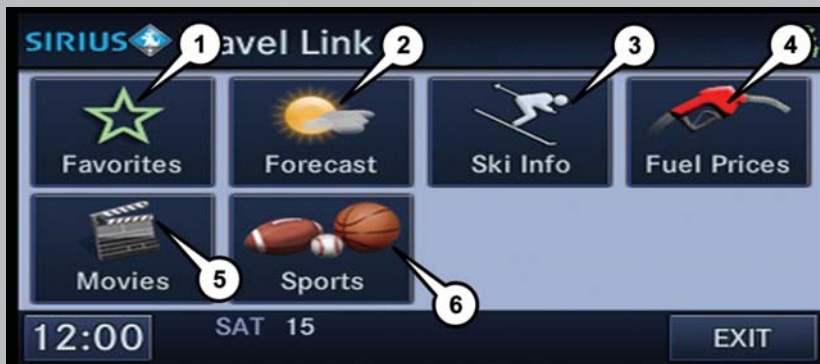 SIRIUS avel Link
1
2
3
4
Favorites
Forecast
Ski Info
Fuel Prices
Movies
5
Sports
6
12:00
SAT 15
EXIT